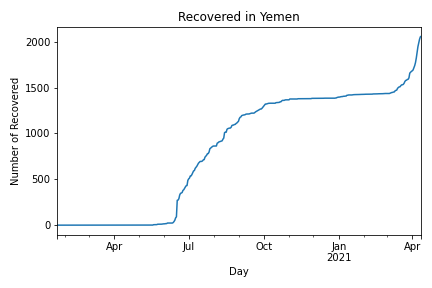 Recovered in Yemen
Number of Recovered
2000
1500
1000
500
0
Apr
Jul
Oct
Jan
2021
Apr
Day